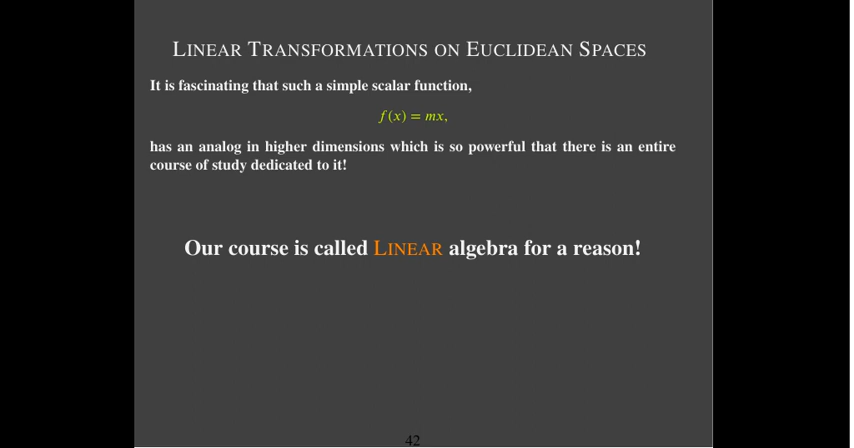 LINEAR TRANSFORMATIONS ON EUCLIDEAN SPACES
It is fascinating that such a simple scalar function,
f(x) = mx,
has an analog in higher dimensions which is so powerful that there is an entire
course of study dedicated to it!
Our course is called LINEAR algebra for a reason!
42